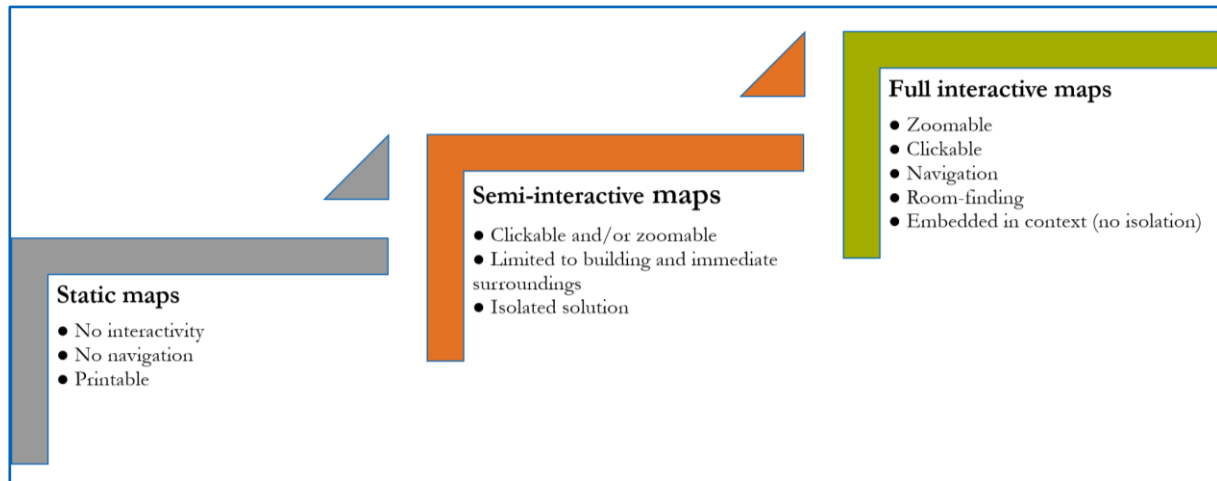 Static maps
● No interactivity
● No navigation
● Printable
Semi-interactive maps
● Clickable and/or zoomable
● Limited to building and immediate
surroundings
● Isolated solution
Full interactive maps
● Zoomable
● Clickable
● Navigation
● Room-finding
● Embedded in context (no isolation)